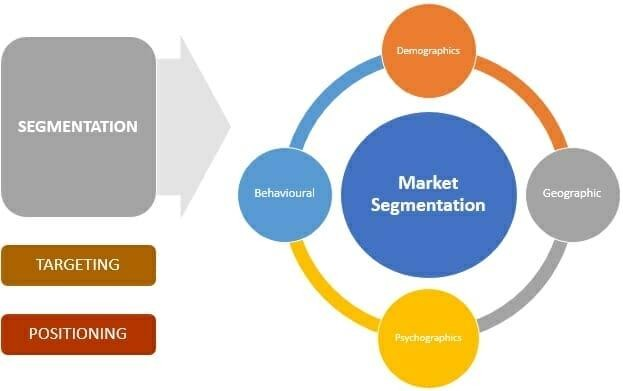 SEGMENTATION
TARGETING
POSITIONING
Demographics
Behavioural
Market
Segmentation
Geographic
Psychographics